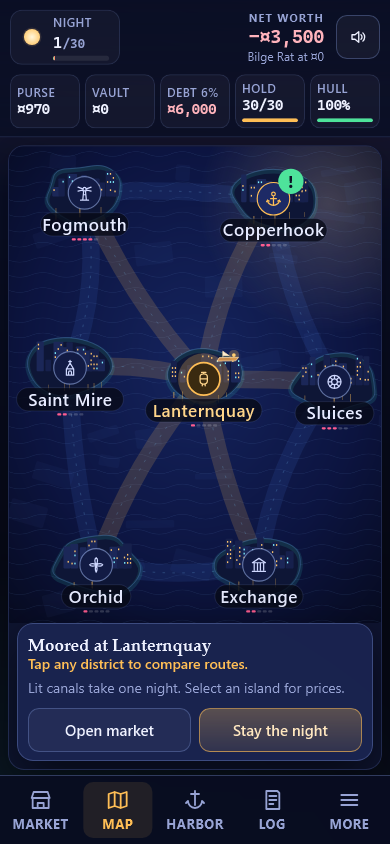 NIGHT
1/30
NET WORTH
−¤3,500
Bilge Rat at ¤0
PURSE
¤970
VAULT
¤0
DEBT 6%
¤6,000
HOLD
30/30
HULL
100%
!
Fogmouth
Copperhook
Saint Mire
Lanternquay
Sluices
Orchid
Exchange
Moored at Lanternquay
Tap any district to compare routes.
Lit canals take one night. Select an island for prices.
Open market
Stay the night
MARKET
MAP
HARBOR
LOG
MORE